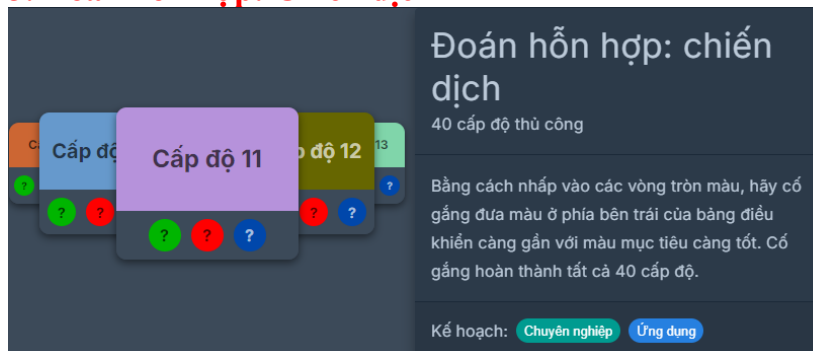 Đoán hỗn hợp: chiến
dịch
40 cấp độ thủ công
Cấp độ 11
Cấp độ
độ 12
13
? ? ?
? ?
? ?
?
?
Bằng cách nhấp vào các vòng tròn màu, hãy cố
gắng đưa màu ở phía bên trái của bảng điều
khiển càng gần với màu mục tiêu càng tốt. Cố
gắng hoàn thành tất cả 40 cấp độ.
Kế hoạch: Chuyên nghiệp Ứng dụng